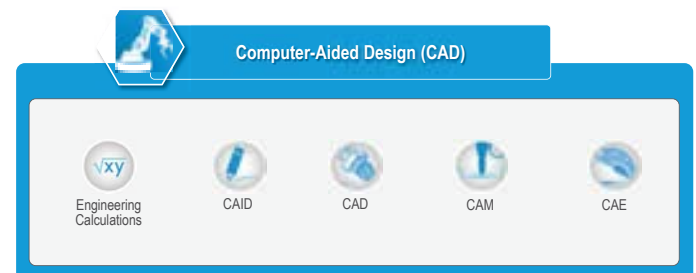 Computer-Aided Design (CAD)
√xy
Engineering
Calculations
CAID
CAD
CAM
CAE